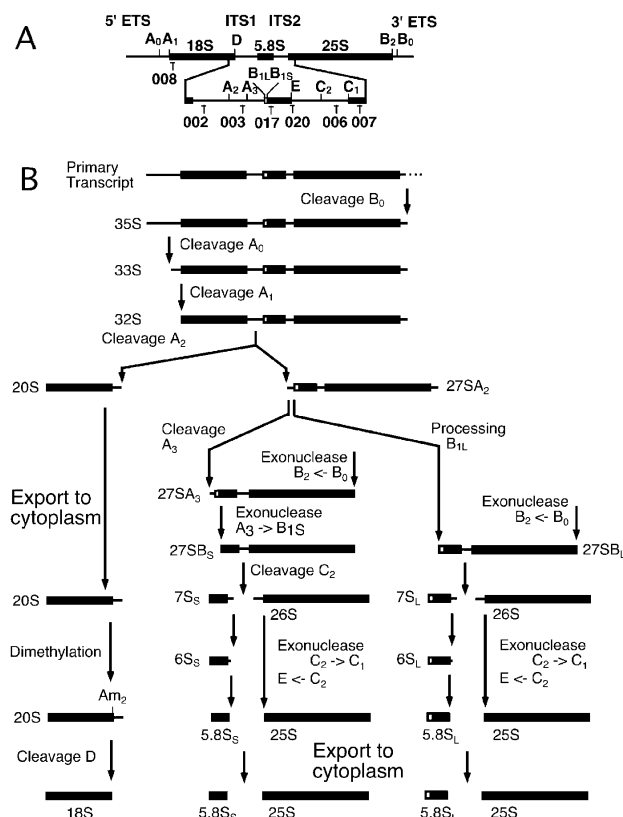 A
5' ETS ITS1 ITS2 3' ETS
A₀ A₁ 18S D 5.8S 25S B₂ B₀
008
B₁L B₁S
A₂ A₃ E C₂ C₁
002 003 017 020 006 007
B
Primary
Transcript
Cleavage B₀
35S
Cleavage A₀
33S
Cleavage A₁
32S
Cleavage A₂
20S 27SA₂
Cleavage
A₃
Processing
B₁L
Exonuclease
B₂ <- B₀
27SA₃
Exonuclease
A₃ -> B₁S
Exonuclease
B₂ <- B₀
Export to
cytoplasm
27SBS 27SBL
Cleavage C₂
20S 7SS 26S 7SL 26S
Dimethylation
Exonuclease
C₂ -> C₁
E <- C₂
Exonuclease
C₂ -> C₁
E <- C₂
6SS 6SL
Am₂
20S 5.8SS 25S 5.8SL 25S
Cleavage D
Export to
cytoplasm
18S 5.8SS 25S 5.8SL 25S